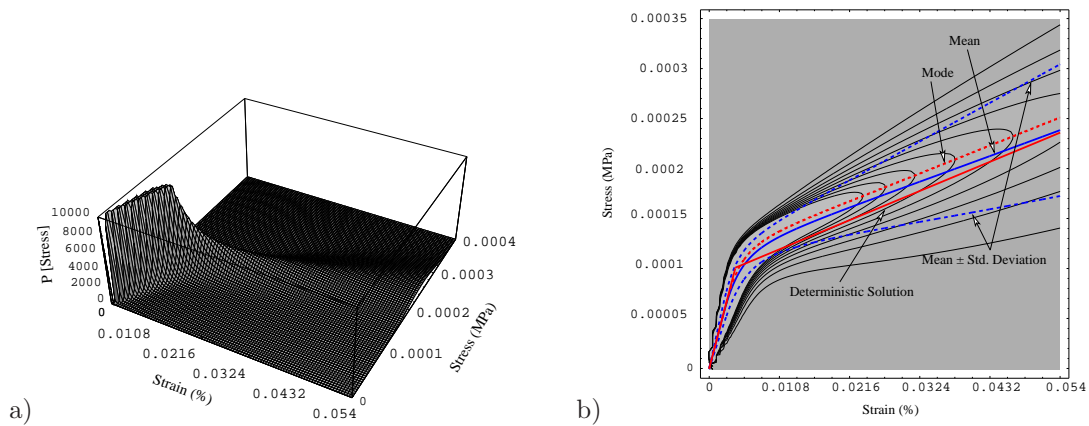 P [Stress]
10000
8000
6000
4000
2000
0
0
0.0108
0.0216
0.0324
0.0432
0.054
Strain (%)
0
0.0001
0.0002
0.0003
0.0004
Stress (MPa)
a)
0.00035
0.0003
0.00025
0.0002
0.00015
0.0001
0.00005
0
Stress (MPa)
Mean
Mode
Mean ± Std. Deviation
Deterministic Solution
0
0.0108
0.0216
0.0324
0.0432
0.054
Strain (%)
b)